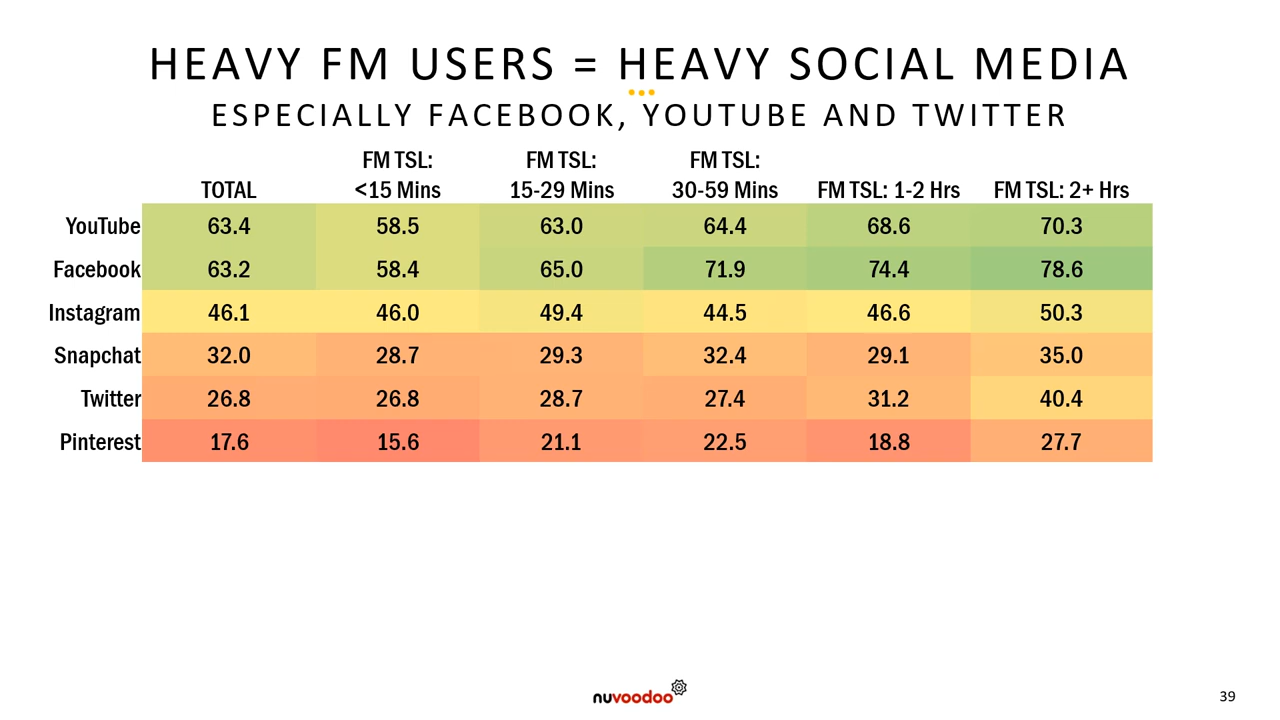 HEAVY FM USERS = HEAVY SOCIAL MEDIA
ESPECIALLY FACEBOOK, YOUTUBE AND TWITTER
TOTAL FM TSL: <15 Mins FM TSL: 15-29 Mins FM TSL: 30-59 Mins FM TSL: 1-2 Hrs FM TSL: 2+ Hrs
YouTube 63.4 58.5 63.0 64.4 68.6 70.3
Facebook 63.2 58.4 65.0 71.9 74.4 78.6
Instagram 46.1 46.0 49.4 44.5 46.6 50.3
Snapchat 32.0 28.7 29.3 32.4 29.1 35.0
Twitter 26.8 26.8 28.7 27.4 31.2 40.4
Pinterest 17.6 15.6 21.1 22.5 18.8 27.7
nuvoodoo
39